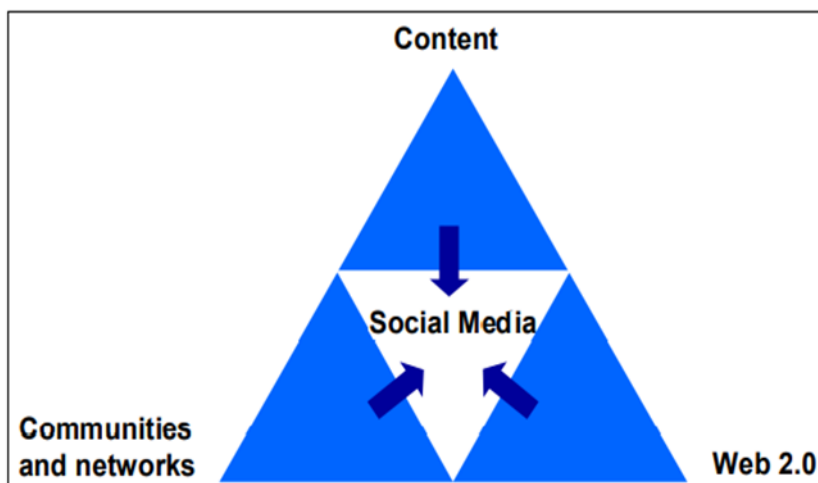 Content
Social Media
Communities
and networks
Web 2.0